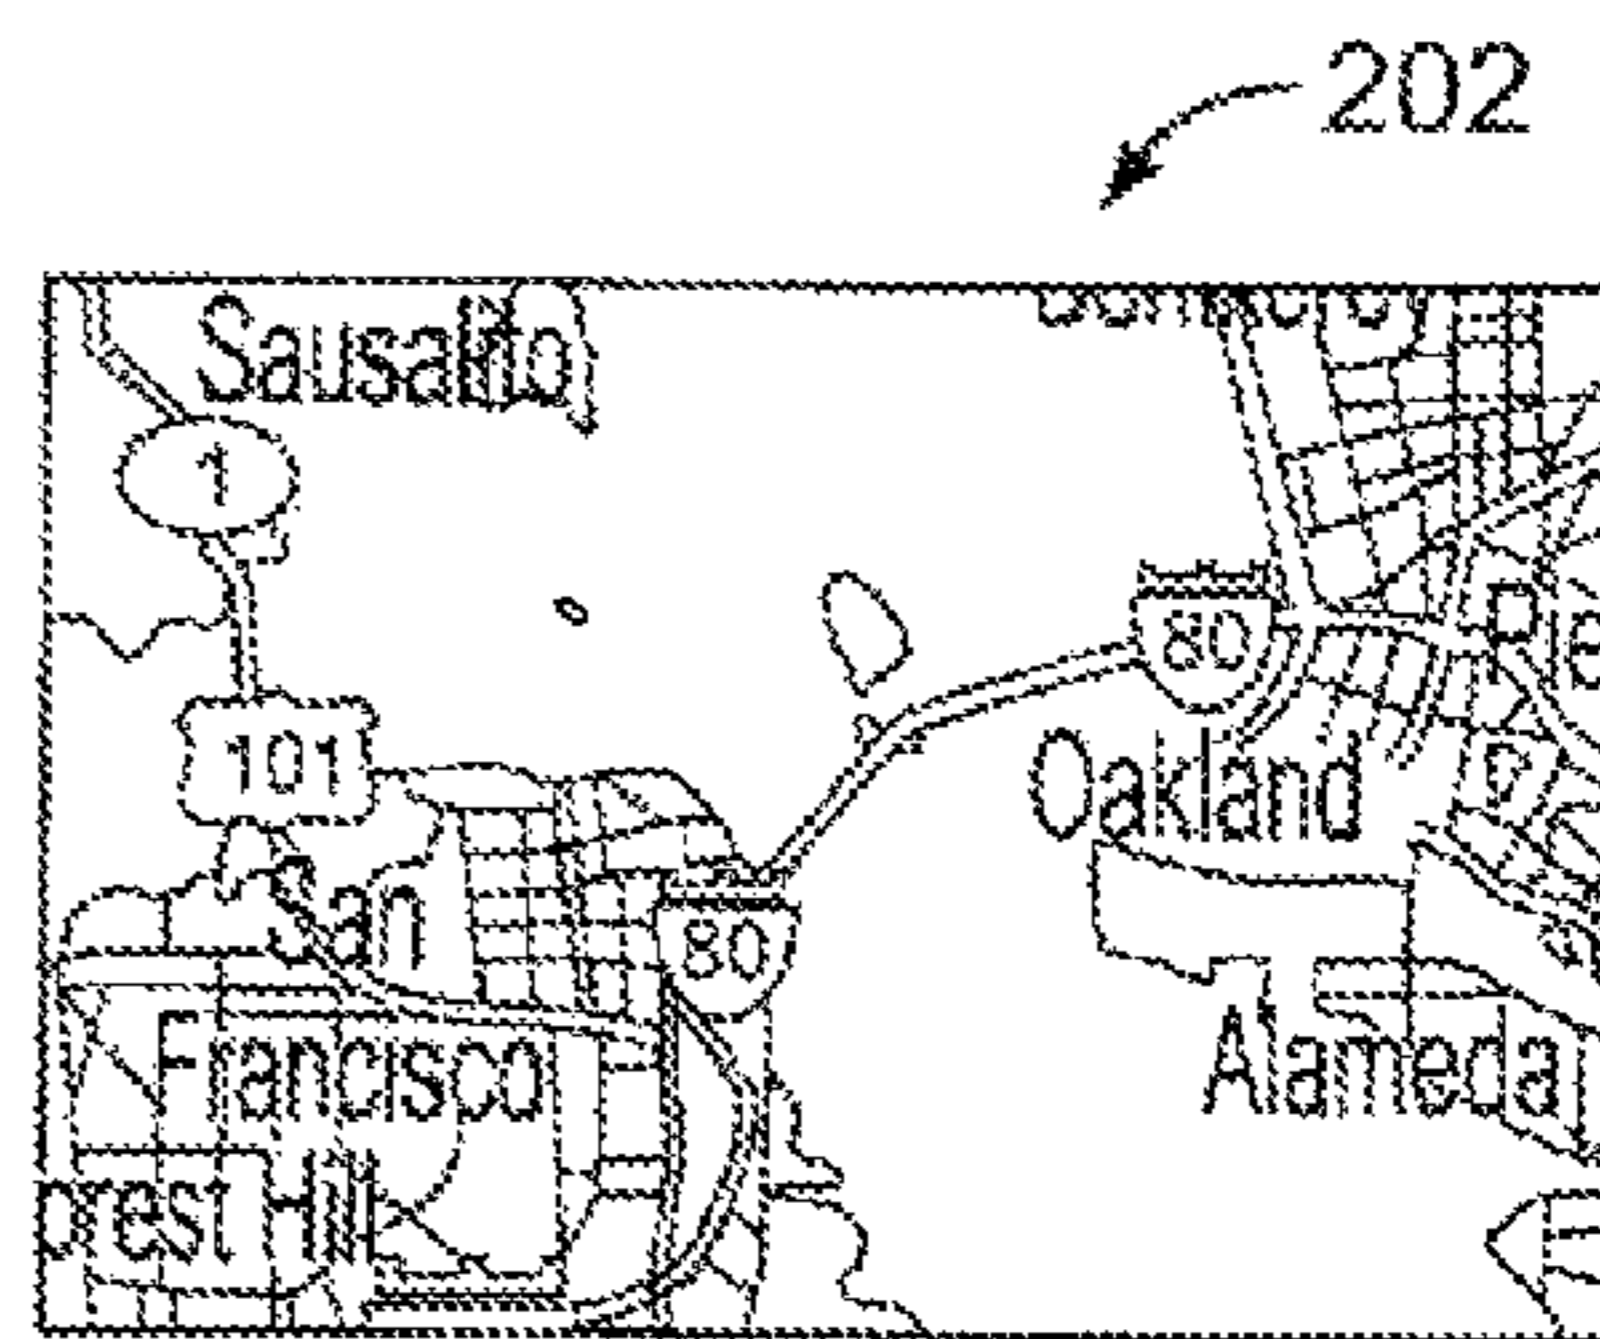 202
Sausalito
1
80
101
Oakland
San
80
Francisco
Alameda
orest Hill